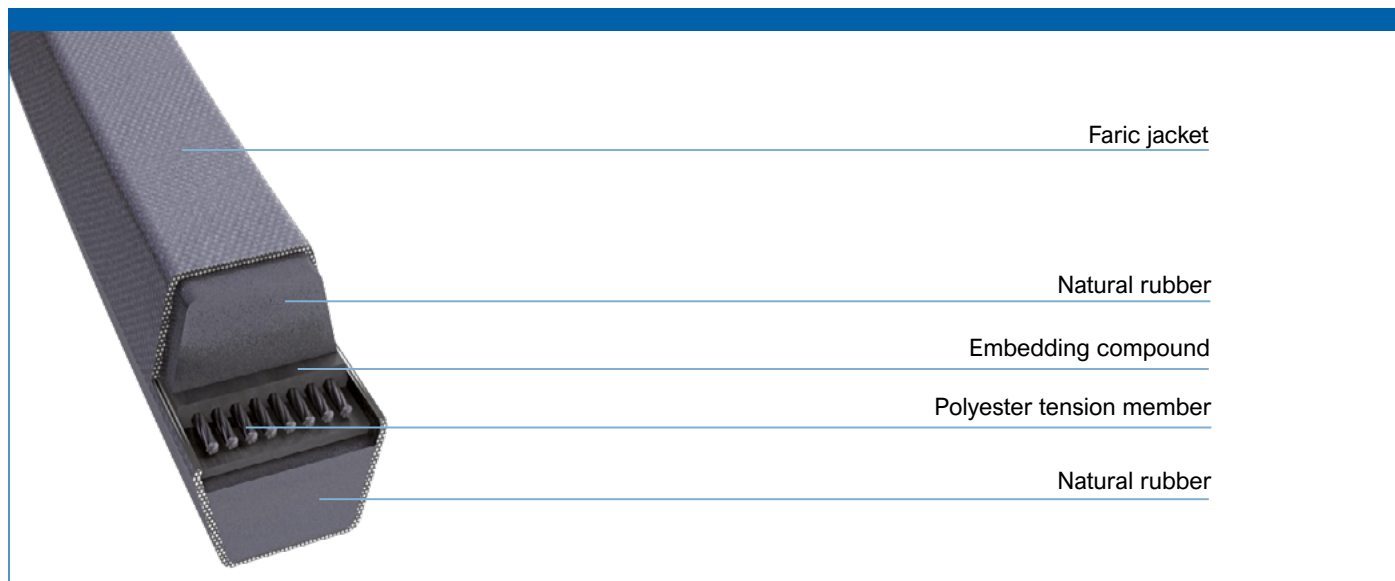 Faric jacket
Natural rubber
Embedding compound
Polyester tension member
Natural rubber